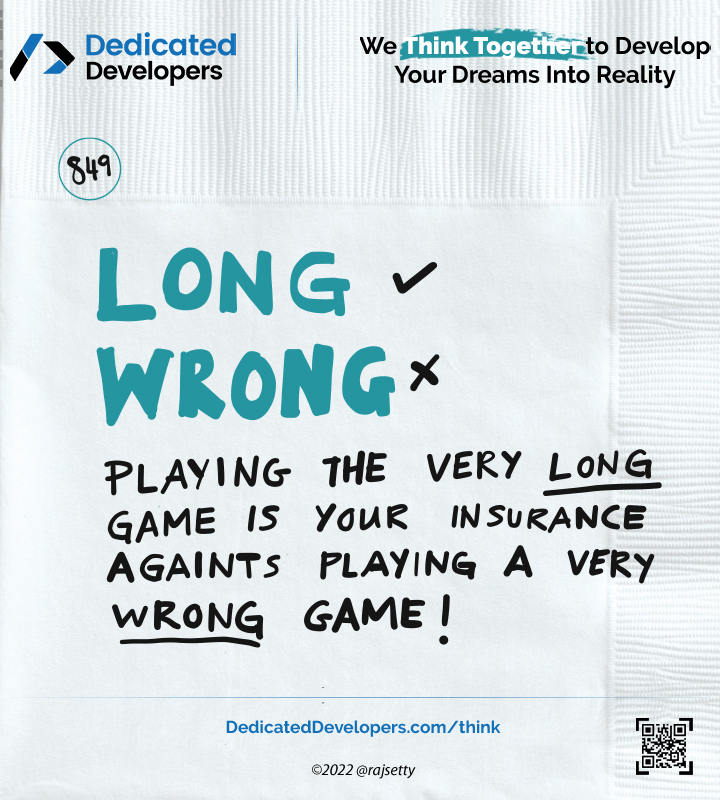 Dedicated
Developers
We Think Together to Develop
Your Dreams Into Reality
849
LONG ✓
WRONG ×
PLAYING THE VERY LONG
GAME IS YOUR INSURANCE
AGAINTS PLAYING A VERY
WRONG GAME!
DedicatedDevelopers.com/think
©2022 @rajsetty